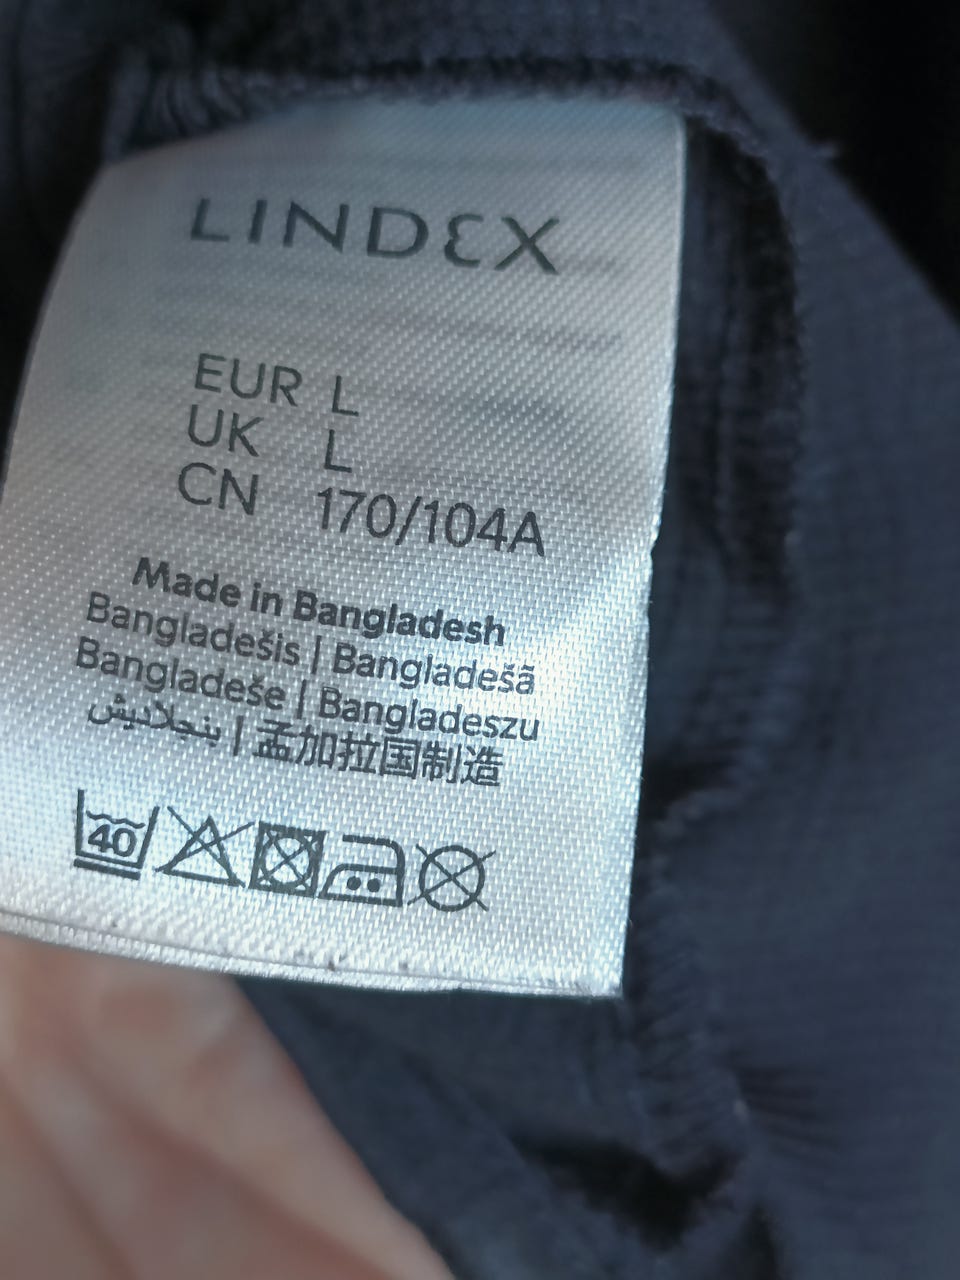 LINDEX
EUR L
UK L
CN 170/104A
Made in Bangladesh
Bangladešis | Bangladešā
Bangladeše | Bangladeszu
بنجلاديش | 孟加拉国制造
40